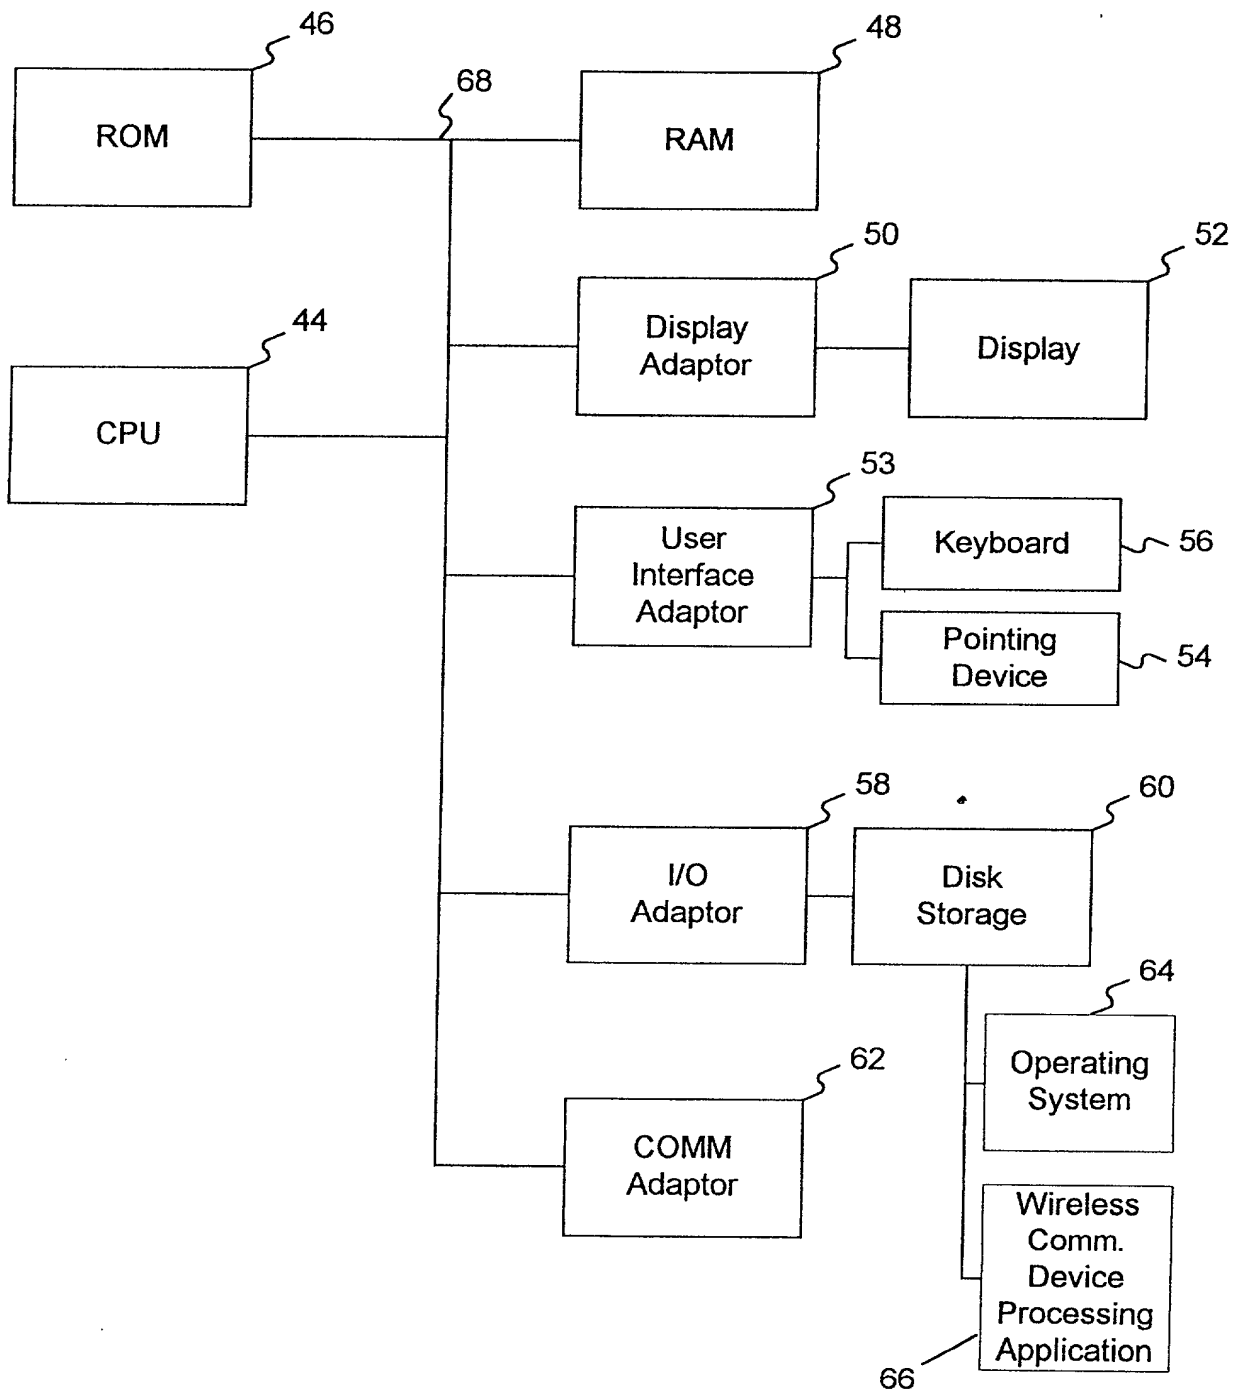 46
48
68
ROM
RAM
50
52
44
Display
Adaptor
Display
CPU
53
User
Interface
Adaptor
Keyboard
56
Pointing
Device
54
58
60
I/O
Adaptor
Disk
Storage
64
Operating
System
62
COMM
Adaptor
Wireless
Comm.
Device
Processing
Application
66